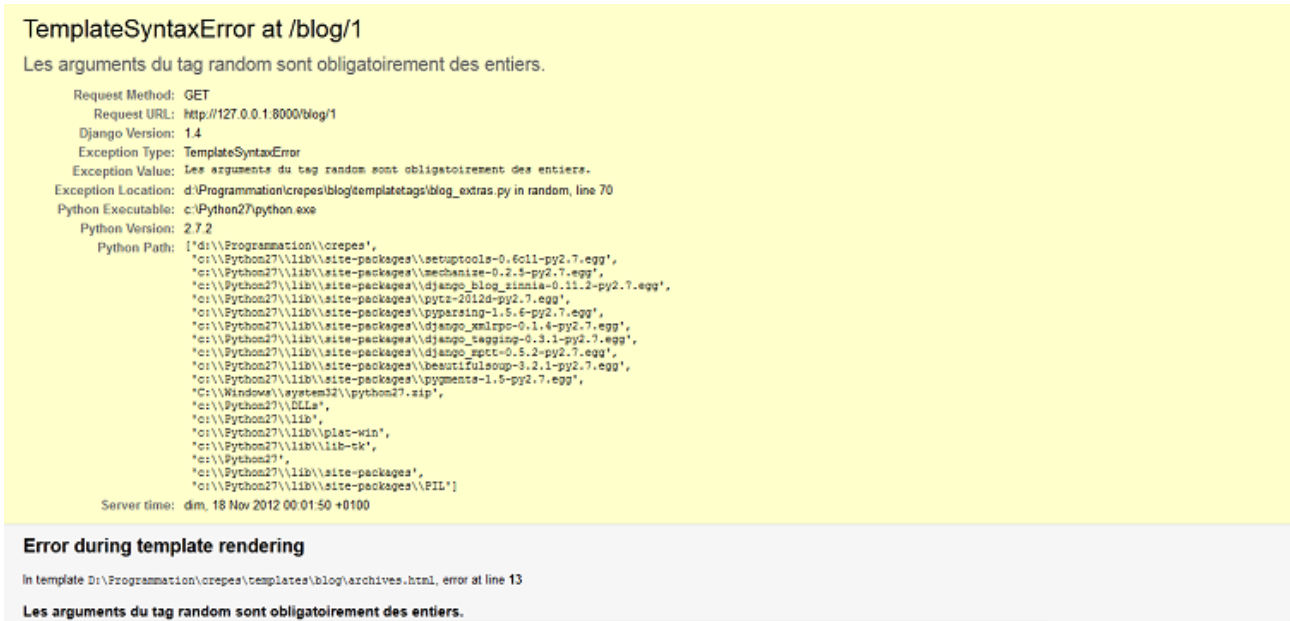 TemplateSyntaxError at /blog/1
Les arguments du tag random sont obligatoirement des entiers.
Request Method: GET
Request URL: http://127.0.0.1:8000/blog/1
Django Version: 1.4
Exception Type: TemplateSyntaxError
Exception Value: Les arguments du tag random sont obligatoirement des entiers.
Exception Location: d:\Programmation\crepes\blog\templatetags\blog_extras.py in random, line 70
Python Executable: c:\Python27\python.exe
Python Version: 2.7.2
Python Path: ['d:\\Programmation\\crepes',
'c:\\Python27\\lib\\site-packages\\setuptools-0.6c11-py2.7.egg',
'c:\\Python27\\lib\\site-packages\\mechanize-0.2.5-py2.7.egg',
'c:\\Python27\\lib\\site-packages\\django_blog_zinnia-0.11.2-py2.7.egg',
'c:\\Python27\\lib\\site-packages\\pytz-2012d-py2.7.egg',
'c:\\Python27\\lib\\site-packages\\pyparsing-1.5.6-py2.7.egg',
'c:\\Python27\\lib\\site-packages\\django_xmlrpc-0.1.4-py2.7.egg',
'c:\\Python27\\lib\\site-packages\\django_tagging-0.3.1-py2.7.egg',
'c:\\Python27\\lib\\site-packages\\django_mptt-0.5.2-py2.7.egg',
'c:\\Python27\\lib\\site-packages\\beautifulsoup-3.2.1-py2.7.egg',
'c:\\Python27\\lib\\site-packages\\pygments-1.5-py2.7.egg',
'C:\\Windows\\system32\\python27.zip',
'c:\\Python27\\DLLs',
'c:\\Python27\\lib',
'c:\\Python27\\lib\\plat-win',
'c:\\Python27\\lib\\lib-tk',
'c:\\Python27',
'c:\\Python27\\lib\\site-packages',
'c:\\Python27\\lib\\site-packages\\PIL']
Server time: dim, 18 Nov 2012 00:01:50 +0100
Error during template rendering
In template D:\Programmation\crepes\templates\blog\archives.html, error at line 13
Les arguments du tag random sont obligatoirement des entiers.